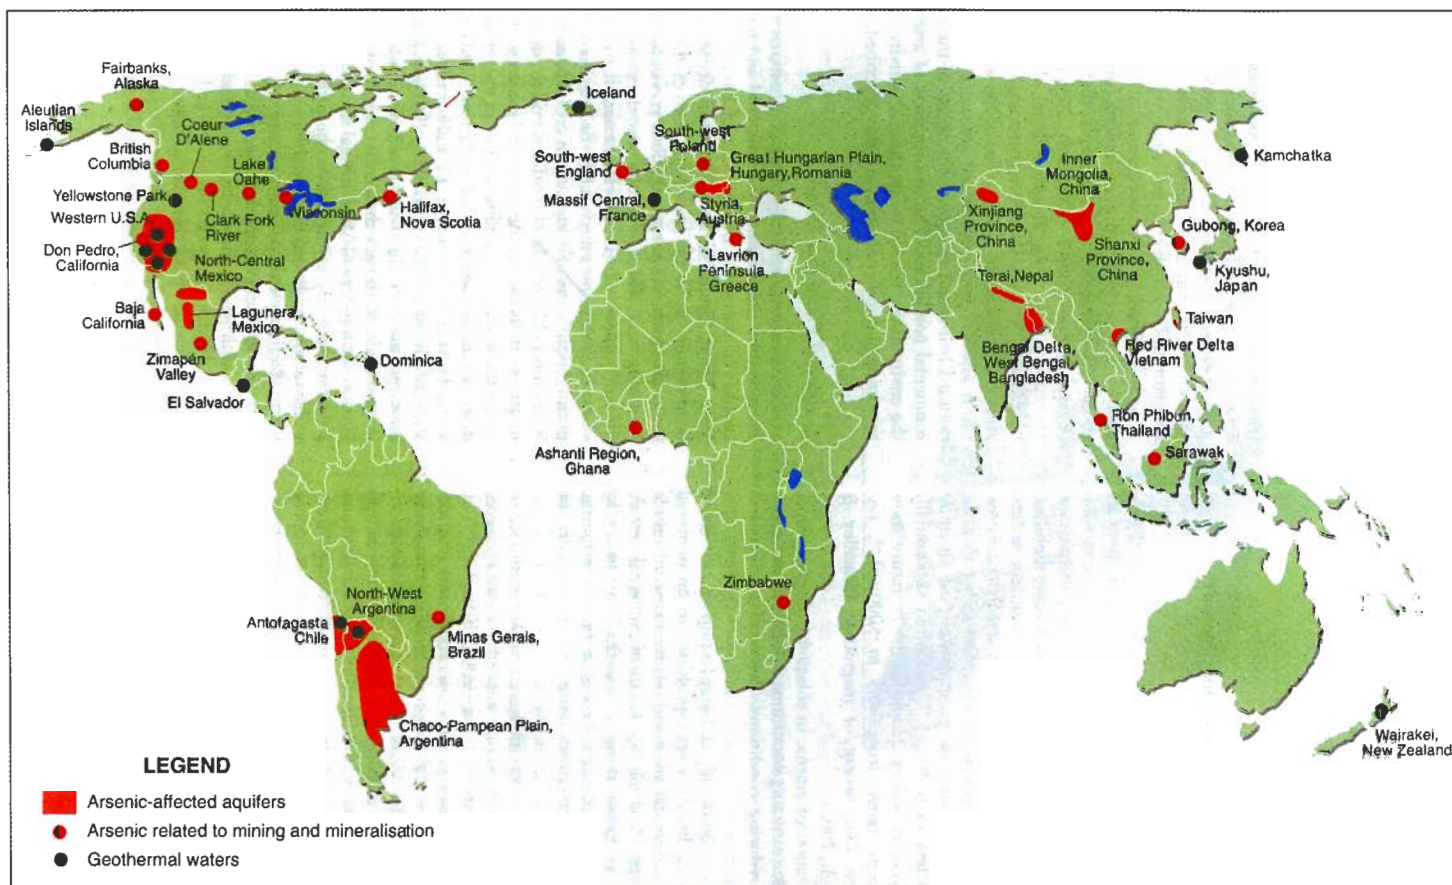 Fairbanks,
Alaska
Aleutian
Islands
Coeur
D'Alene
British
Columbia
Lake
Oahe
Yellowstone Park
Western U.S.A
Clark Fork
River
Wisconsin
Halifax,
Nova Scotia
Don Pedro,
California
North-Central
Mexico
Baja
California
Lagunera,
Mexico
Zimapán
Valley
El Salvador
Dominica
Iceland
South-west
England
South-west
Poland
Great Hungarian Plain,
Hungary,Romania
Massif Central,
France
Styria,
Austria
Lavrion
Peninsula,
Greece
Inner
Mongolia,
China
Kamchatka
Xinjiang
Province,
China
Shanxi
Province,
China
Gubong, Korea
Kyushu,
Japan
Terai,Nepal
Taiwan
Bengal Delta,
West Bengal,
Bangladesh
Red River Delta
Vietnam
Ron Phibun,
Thailand
Sarawak
Ashanti Region,
Ghana
Zimbabwe
North-West
Argentina
Antofagasta
Chile
Minas Gerais,
Brazil
Chaco-Pampean Plain,
Argentina
Wairakei,
New Zealand
LEGEND
Arsenic-affected aquifers
Arsenic related to mining and mineralisation
Geothermal waters